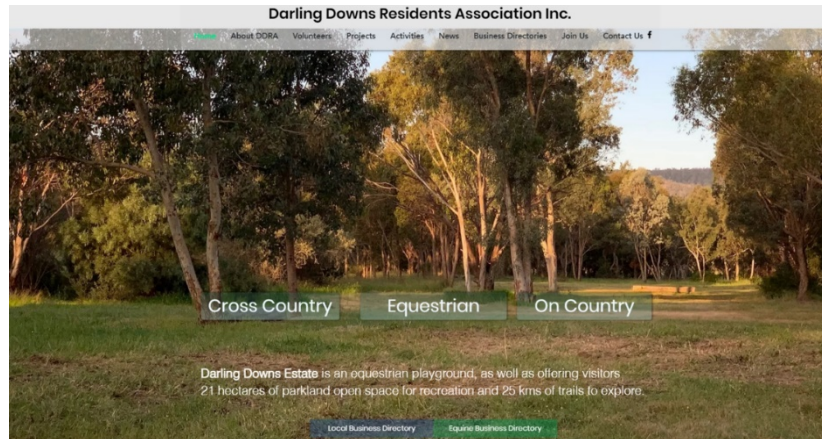 Darling Downs Residents Association Inc.
Home About DDRA Volunteers Projects Activities News Business Directories Join Us Contact Us f
Cross Country Equestrian On Country
Darling Downs Estate is an equestrian playground, as well as offering visitors
21 hectares of parkland open space for recreation and 25 kms of trails to explore.
Local Business Directory Equine Business Directory